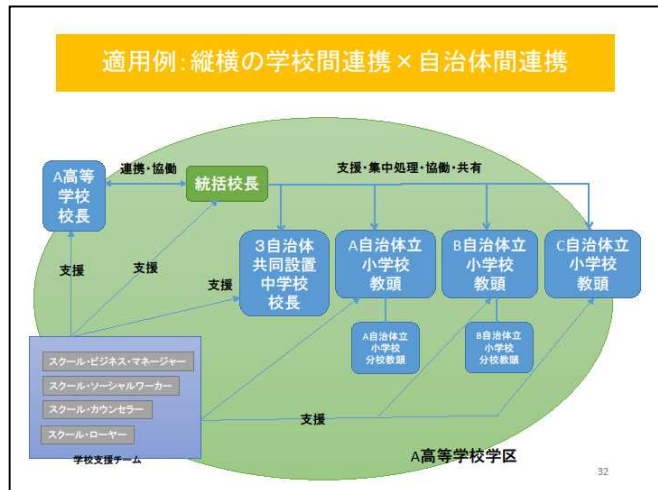 適用例：縦横の学校間連携×自治体間連携
A高等
学校
校長
連携・協働
統括校長
支援・集中処理・協働・共有
支援
支援
支援
３自治体
共同設置
中学校
校長
A自治体立
小学校
教頭
B自治体立
小学校
教頭
C自治体立
小学校
教頭
A自治体立
小学校
分校教頭
B自治体立
小学校
分校教頭
スクール・ビジネス・マネージャー
スクール・ソーシャルワーカー
スクール・カウンセラー
スクール・ローヤー
学校支援チーム
支援
A高等学校学区
32